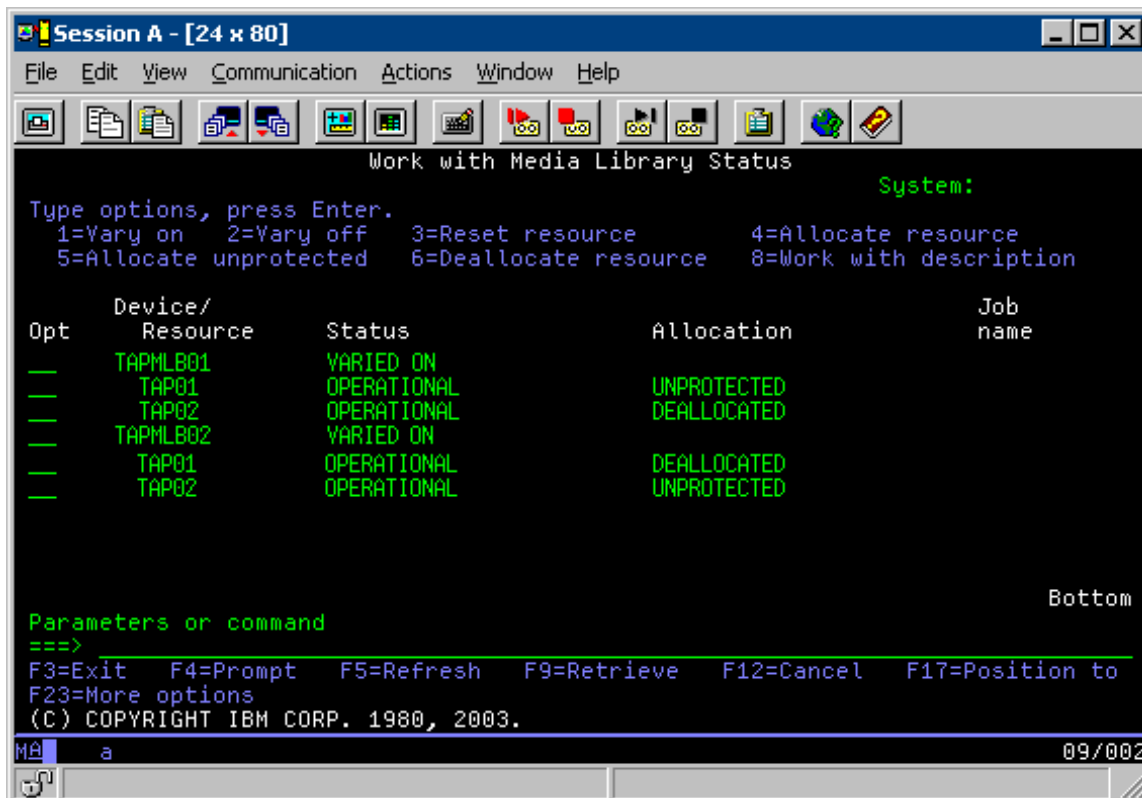 Session A - [24 x 80]
File Edit View Communication Actions Window Help
Work with Media Library Status
System:
Type options, press Enter.
1=Vary on 2=Vary off 3=Reset resource 4=Allocate resource
5=Allocate unprotected 6=Deallocate resource 8=Work with description
Device/ Job
Opt Resource Status Allocation name
TAPMLB01 VARIED ON
TAP01 OPERATIONAL UNPROTECTED
TAP02 OPERATIONAL DEALLOCATED
TAPMLB02 VARIED ON
TAP01 OPERATIONAL DEALLOCATED
TAP02 OPERATIONAL UNPROTECTED
Bottom
Parameters or command
===>
F3=Exit F4=Prompt F5=Refresh F9=Retrieve F12=Cancel F17=Position to
F23=More options
(C) COPYRIGHT IBM CORP. 1980, 2003.
MA a 09/002